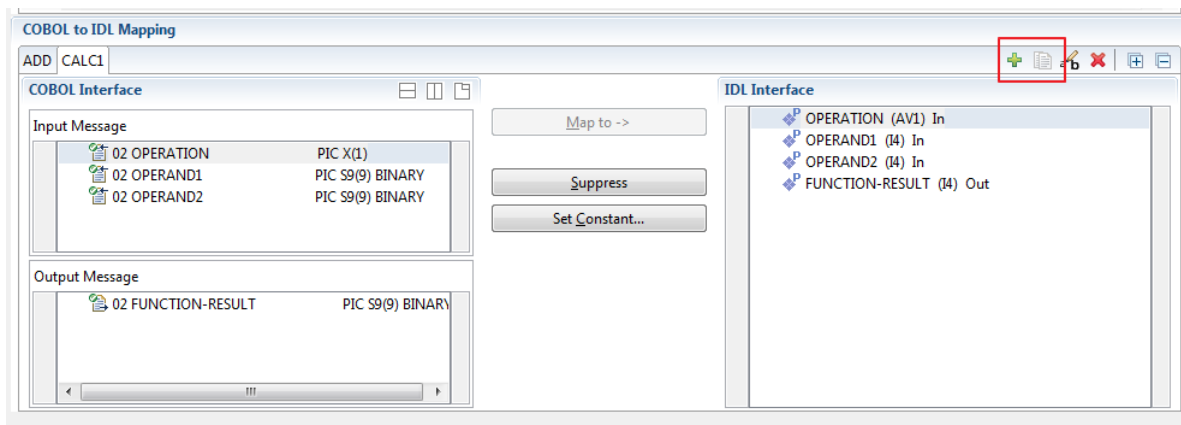 COBOL to IDL Mapping
ADD CALC1
COBOL Interface
Input Message
02 OPERATION PIC X(1)
02 OPERAND1 PIC S9(9) BINARY
02 OPERAND2 PIC S9(9) BINARY
Output Message
02 FUNCTION-RESULT PIC S9(9) BINARY
Map to ->
Suppress
Set Constant...
IDL Interface
OPERATION (AV1) In
OPERAND1 (I4) In
OPERAND2 (I4) In
FUNCTION-RESULT (I4) Out